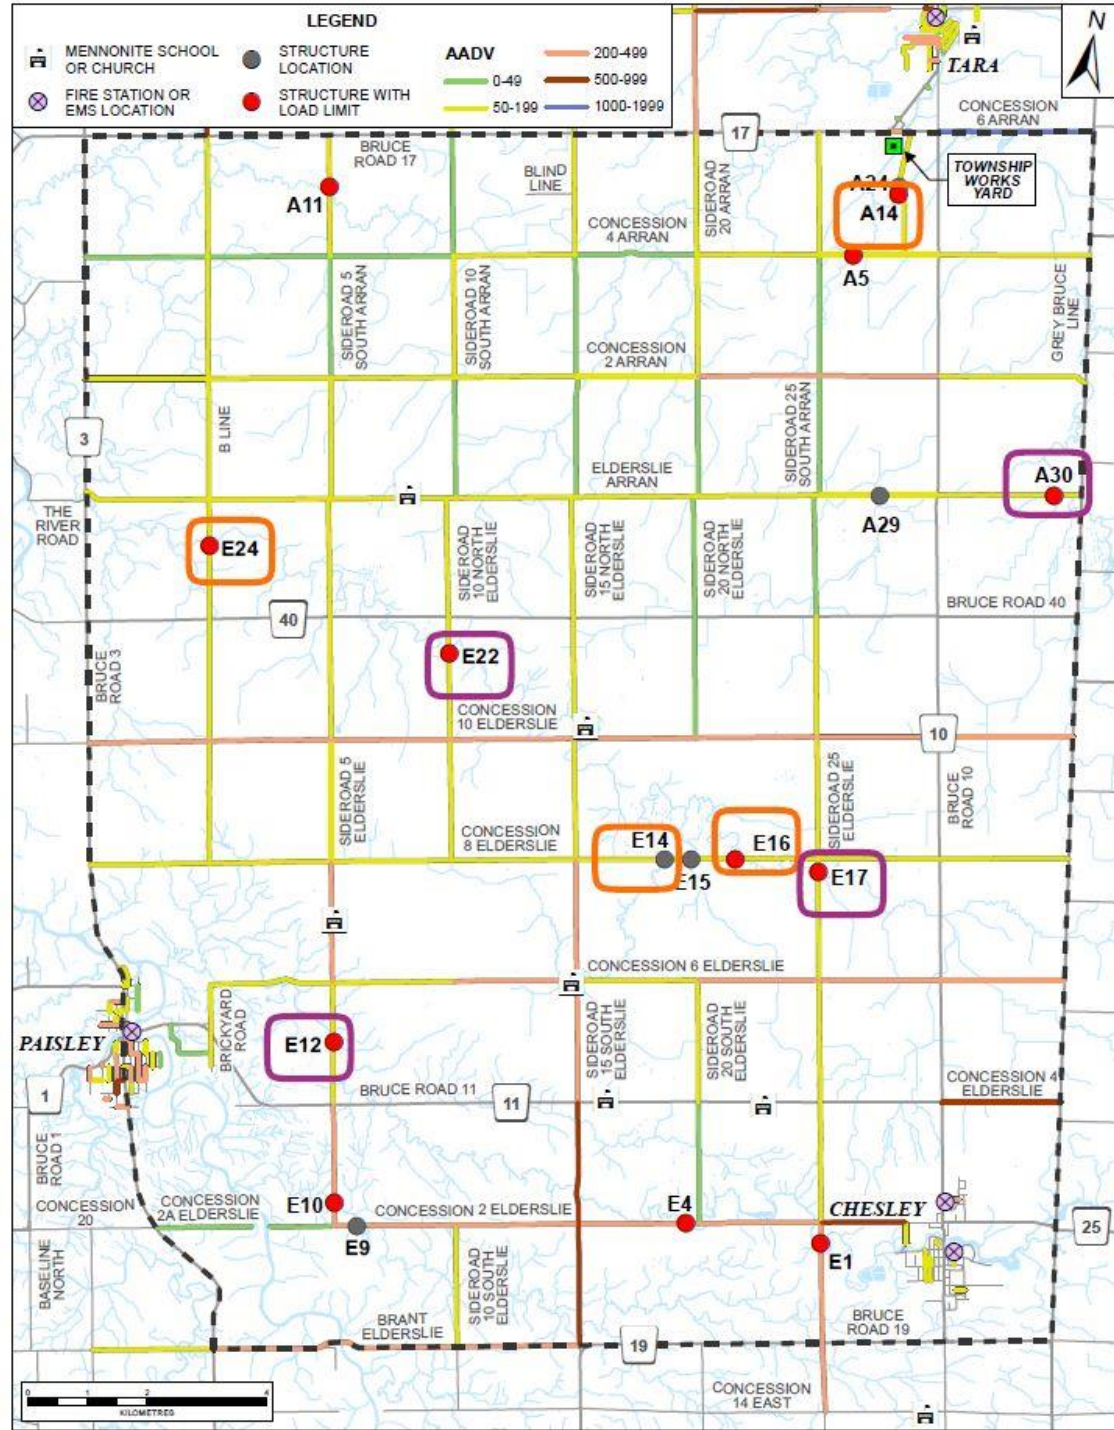 LEGEND
MENNONITE SCHOOL
OR CHURCH
FIRE STATION OR
EMS LOCATION
STRUCTURE
LOCATION
STRUCTURE WITH
LOAD LIMIT
AADV
0-49
50-199
200-499
500-999
1000-1999
N
TARA
CONCESSION
6 ARRAN
17
BRUCE
ROAD 17
BLIND
LINE
SIDEROAD
20 ARRAN
TOWNSHIP
WORKS
YARD
A24
A14
A11
CONCESSION
4 ARRAN
A5
SIDEROAD 5
SOUTH ARRAN
SIDEROAD 10
SOUTH ARRAN
GREY BRUCE
LINE
CONCESSION
2 ARRAN
B LINE
SIDEROAD 25
SOUTH ARRAN
3
ELDERSLIE
ARRAN
A30
A29
THE
RIVER
ROAD
E24
SIDEROAD
10 NORTH
ELDERSLIE
SIDEROAD
15 NORTH
ELDERSLIE
SIDEROAD
20 NORTH
ELDERSLIE
BRUCE ROAD 40
40
E22
BRUCE
ROAD 3
CONCESSION
10 ELDERSLIE
10
SIDEROAD 5
ELDERSLIE
SIDEROAD 25
ELDERSLIE
BRUCE
ROAD 10
CONCESSION
8 ELDERSLIE
E14
E15
E16
E17
CONCESSION 6 ELDERSLIE
BRICKYARD
ROAD
SIDEROAD
15 SOUTH
ELDERSLIE
SIDEROAD
20 SOUTH
ELDERSLIE
PAISLEY
E12
1
BRUCE ROAD 11
11
CONCESSION 4
ELDERSLIE
BRUCE
ROAD 1
CONCESSION
20
CONCESSION
2A ELDERSLIE
E10
CONCESSION 2 ELDERSLIE
E9
E4
CHESLEY
25
E1
BASELINE
NORTH
SIDEROAD
10 SOUTH
ELDERSLIE
BRANT
ELDERSLIE
BRUCE
ROAD 19
19
CONCESSION
14 EAST
0 1 2 4
KILOMETRES